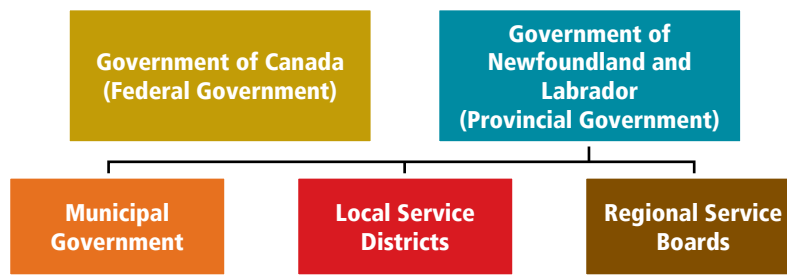 Government of Canada
(Federal Government)
Government of
Newfoundland and
Labrador
(Provincial Government)
Municipal
Government
Local Service
Districts
Regional Service
Boards